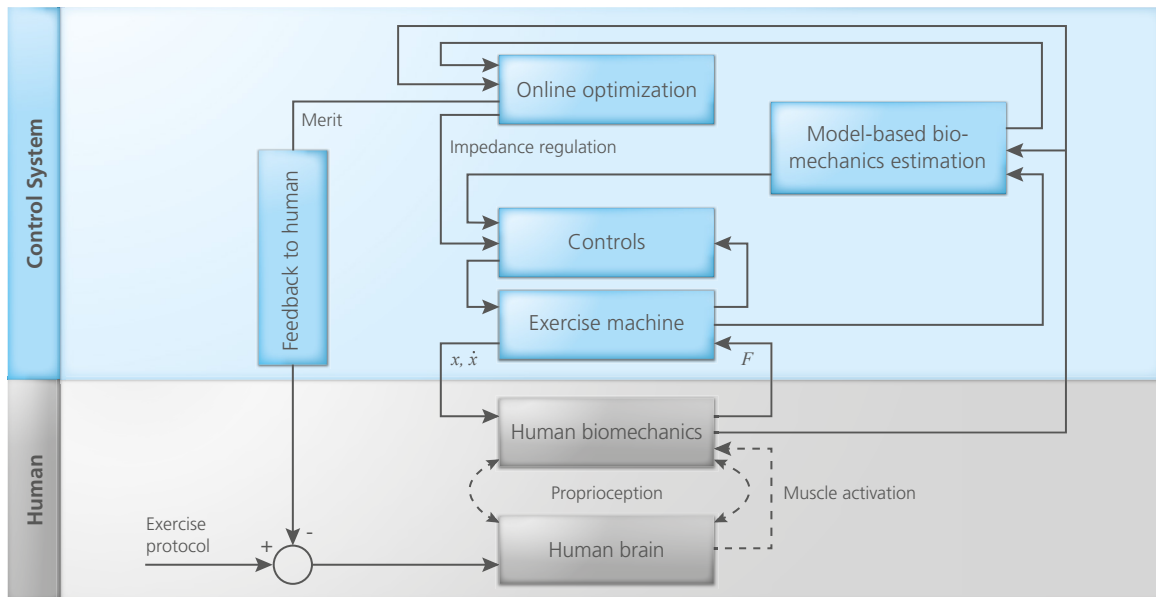 Control System
Online optimization
Merit
Impedance regulation
Model-based bio-
mechanics estimation
Feedback to human
Controls
Exercise machine
x, ẋ
F
Human
Human biomechanics
Proprioception
Muscle activation
Exercise
protocol
+
-
Human brain